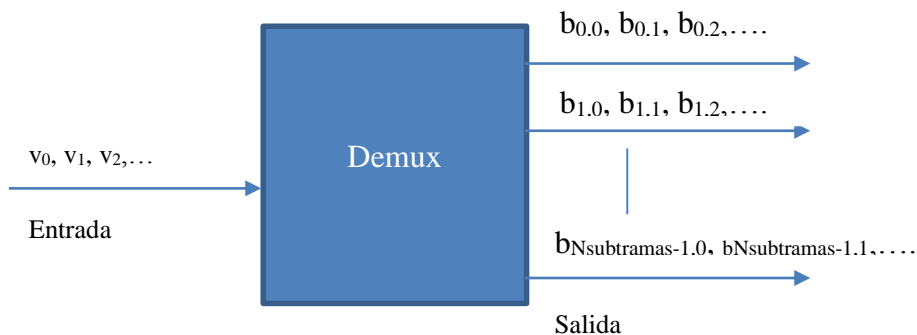 b0.0, b0.1, b0.2,….
b1.0, b1.1, b1.2,….
Demux
v0, v1, v2,…
Entrada
bNsubtramas-1.0, bNsubtramas-1.1,….
Salida